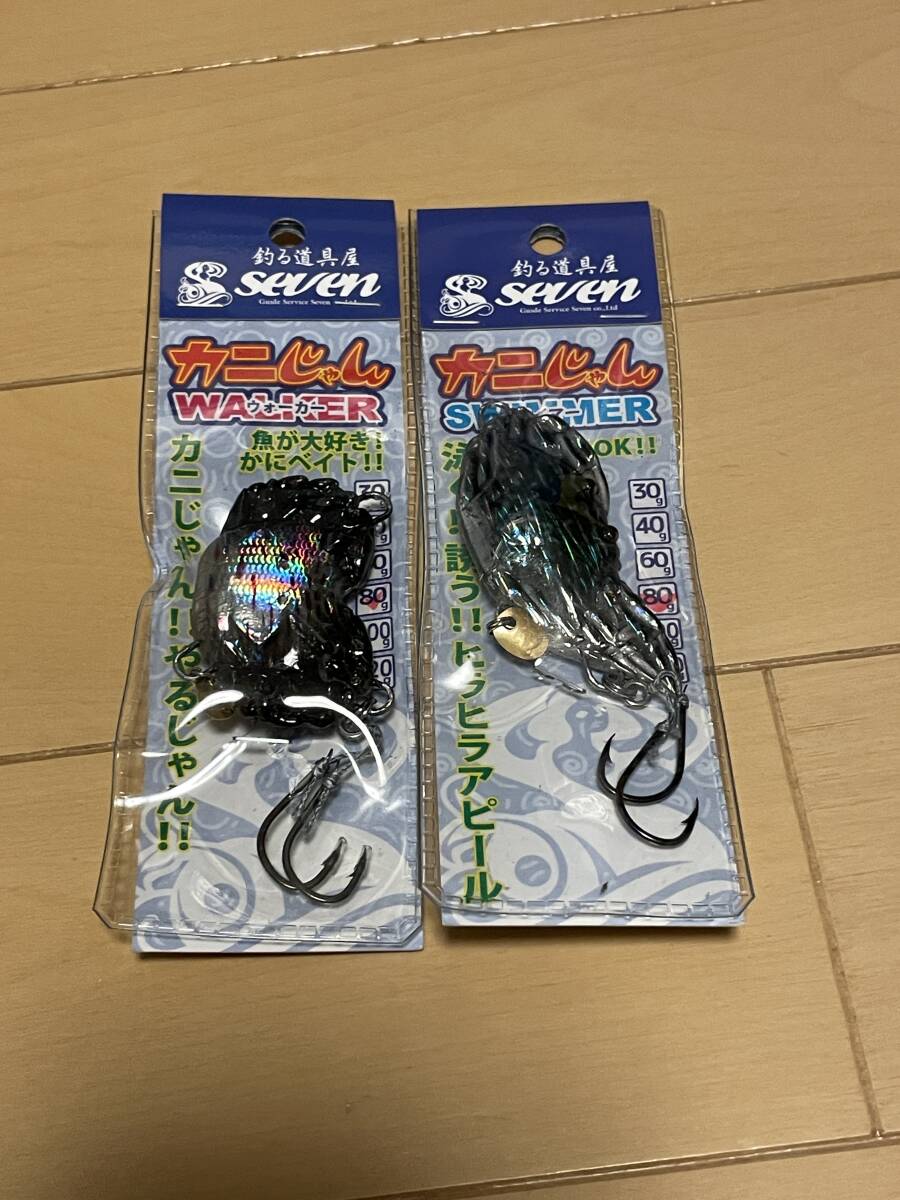 釣る道具屋
seven
Guide Service Seven
カニじゃん
WALKER
ウォーカー
魚が大好き!
かにベイト!!
カニじゃん!!やるじゃん!!
30g
80g
釣る道具屋
seven
Guide Service Seven co.,Ltd
カニじゃん
SWIMMER
OK!!
誘う!!ヒラヒラアピール
30g
40g
60g
80g